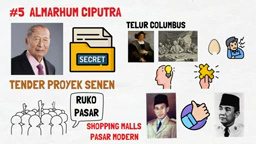 #5 ALMARHUM CIPUTRA
TELUR COLUMBUS
SECRET
TENDER PROYEK SENEN
RUKO
PASAR
SHOPPING MALLS
PASAR MODERN